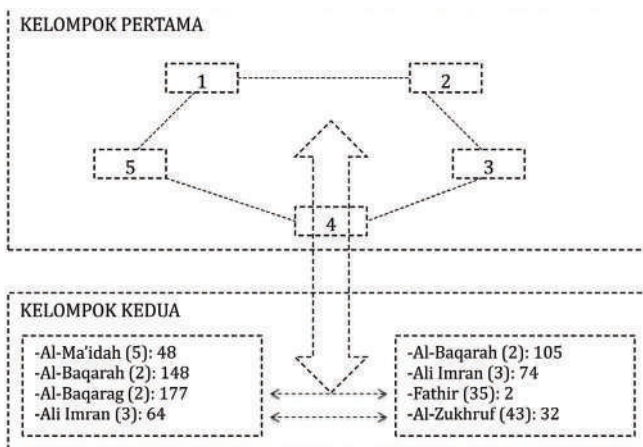 KELOMPOK PERTAMA
1
2
5
3
4
KELOMPOK KEDUA
-Al-Ma'idah (5): 48
-Al-Baqarah (2): 148
-Al-Baqarag (2): 177
-Ali Imran (3): 64
-Al-Baqarah (2): 105
-Ali Imran (3): 74
-Fathir (35): 2
-Al-Zukhruf (43): 32